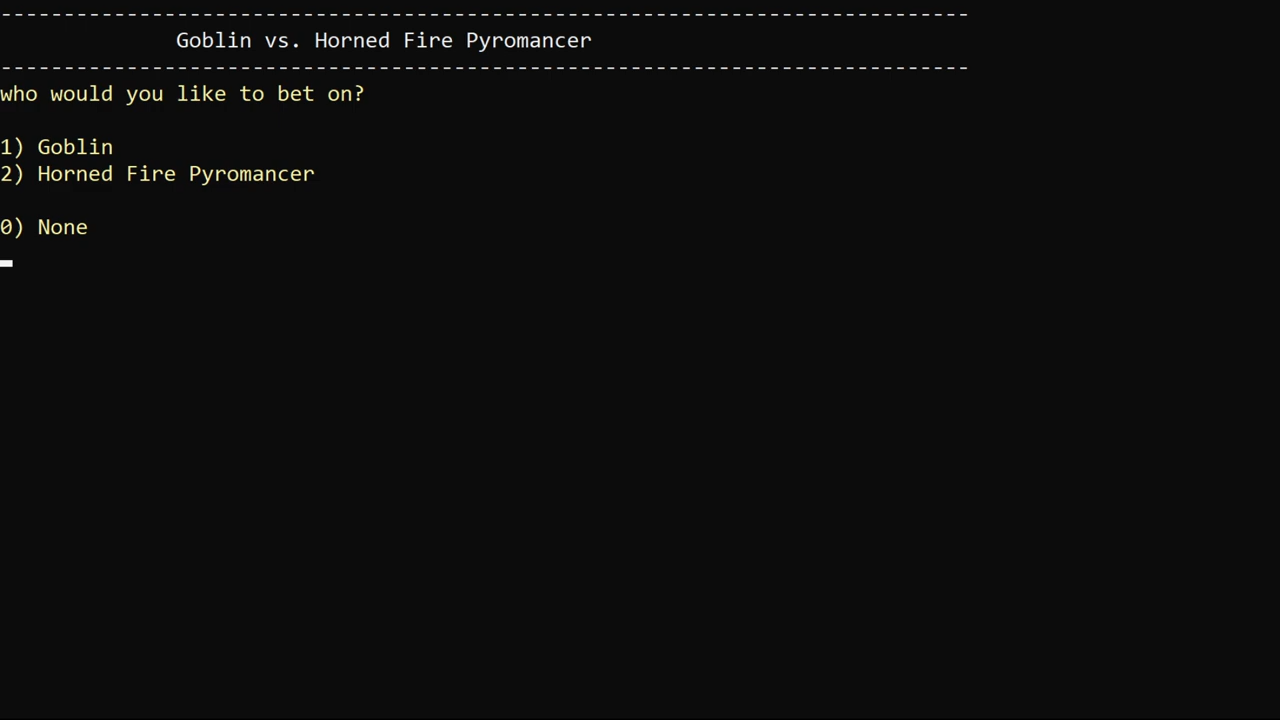 -----------------------------------------------------------------------------
Goblin vs. Horned Fire Pyromancer
-----------------------------------------------------------------------------
who would you like to bet on?
1) Goblin
2) Horned Fire Pyromancer
0) None